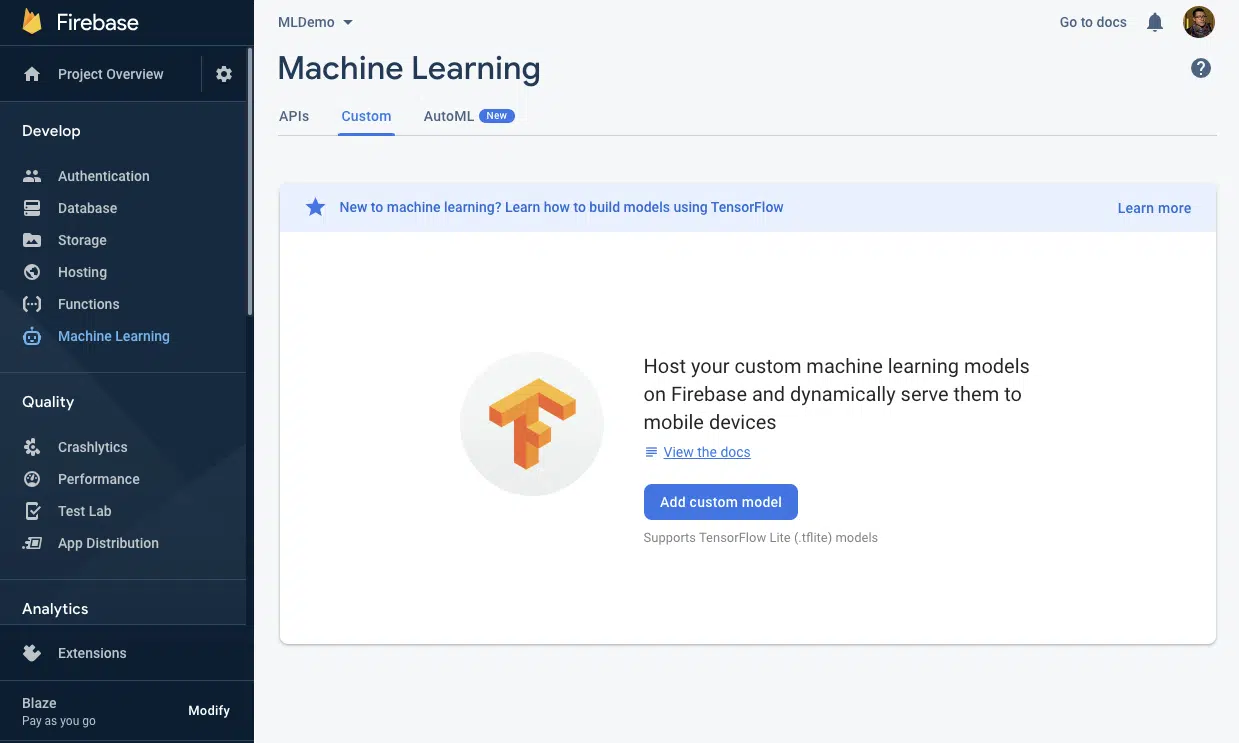 Firebase
Project Overview
Develop
Authentication
Database
Storage
Hosting
Functions
Machine Learning
Quality
Crashlytics
Performance
Test Lab
App Distribution
Analytics
Extensions
Blaze
Pay as you go
Modify
MLDemo
Go to docs
Machine Learning
?
APIs
Custom
AutoML New
New to machine learning? Learn how to build models using TensorFlow
Learn more
Host your custom machine learning models
on Firebase and dynamically serve them to
mobile devices
View the docs
Add custom model
Supports TensorFlow Lite (.tflite) models